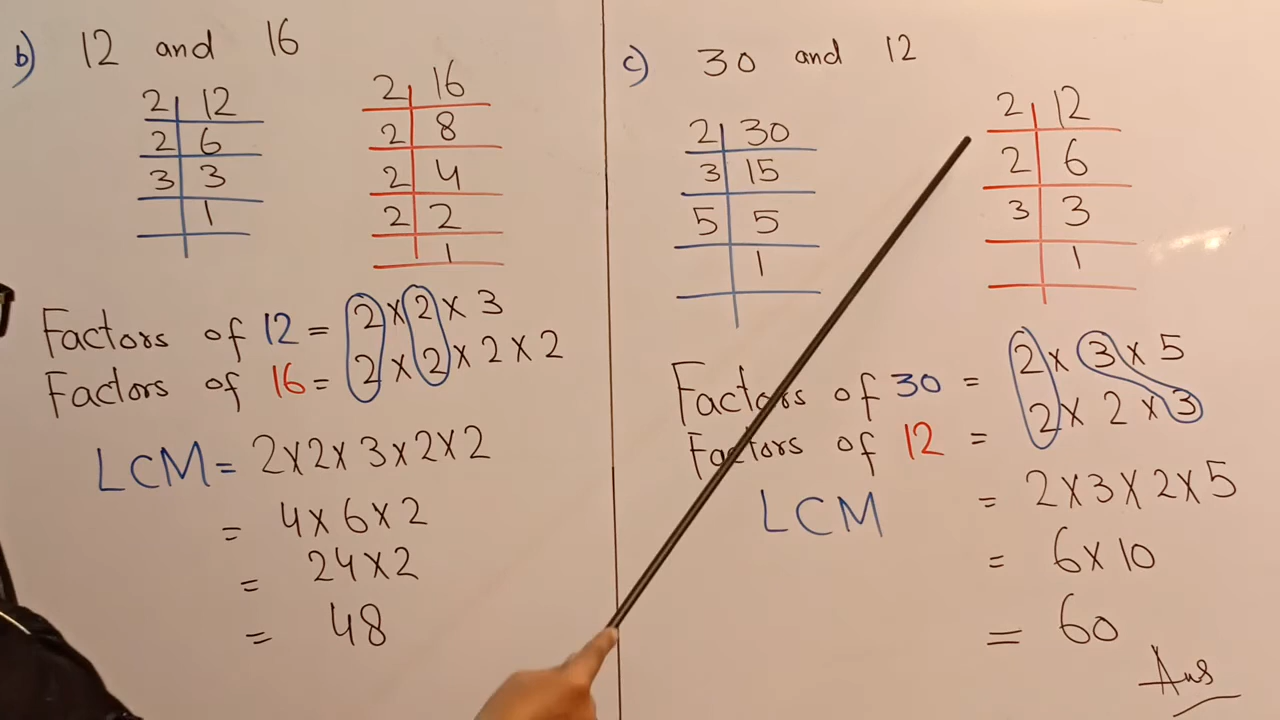 b) 12 and 16
2 12
2 6
3 3
1
2 16
2 8
2 4
2 2
1
Factors of 12 = 2 x 2 x 3
Factors of 16 = 2 x 2 x 2 x 2
LCM = 2 x 2 x 3 x 2 x 2
= 4 x 6 x 2
= 24 x 2
= 48
c) 30 and 12
2 30
3 15
5 5
1
2 12
2 6
3 3
1
Factors of 30 = 2 x 3 x 5
Factors of 12 = 2 x 2 x 3
LCM = 2 x 3 x 2 x 5
= 6 x 10
= 60
Ans